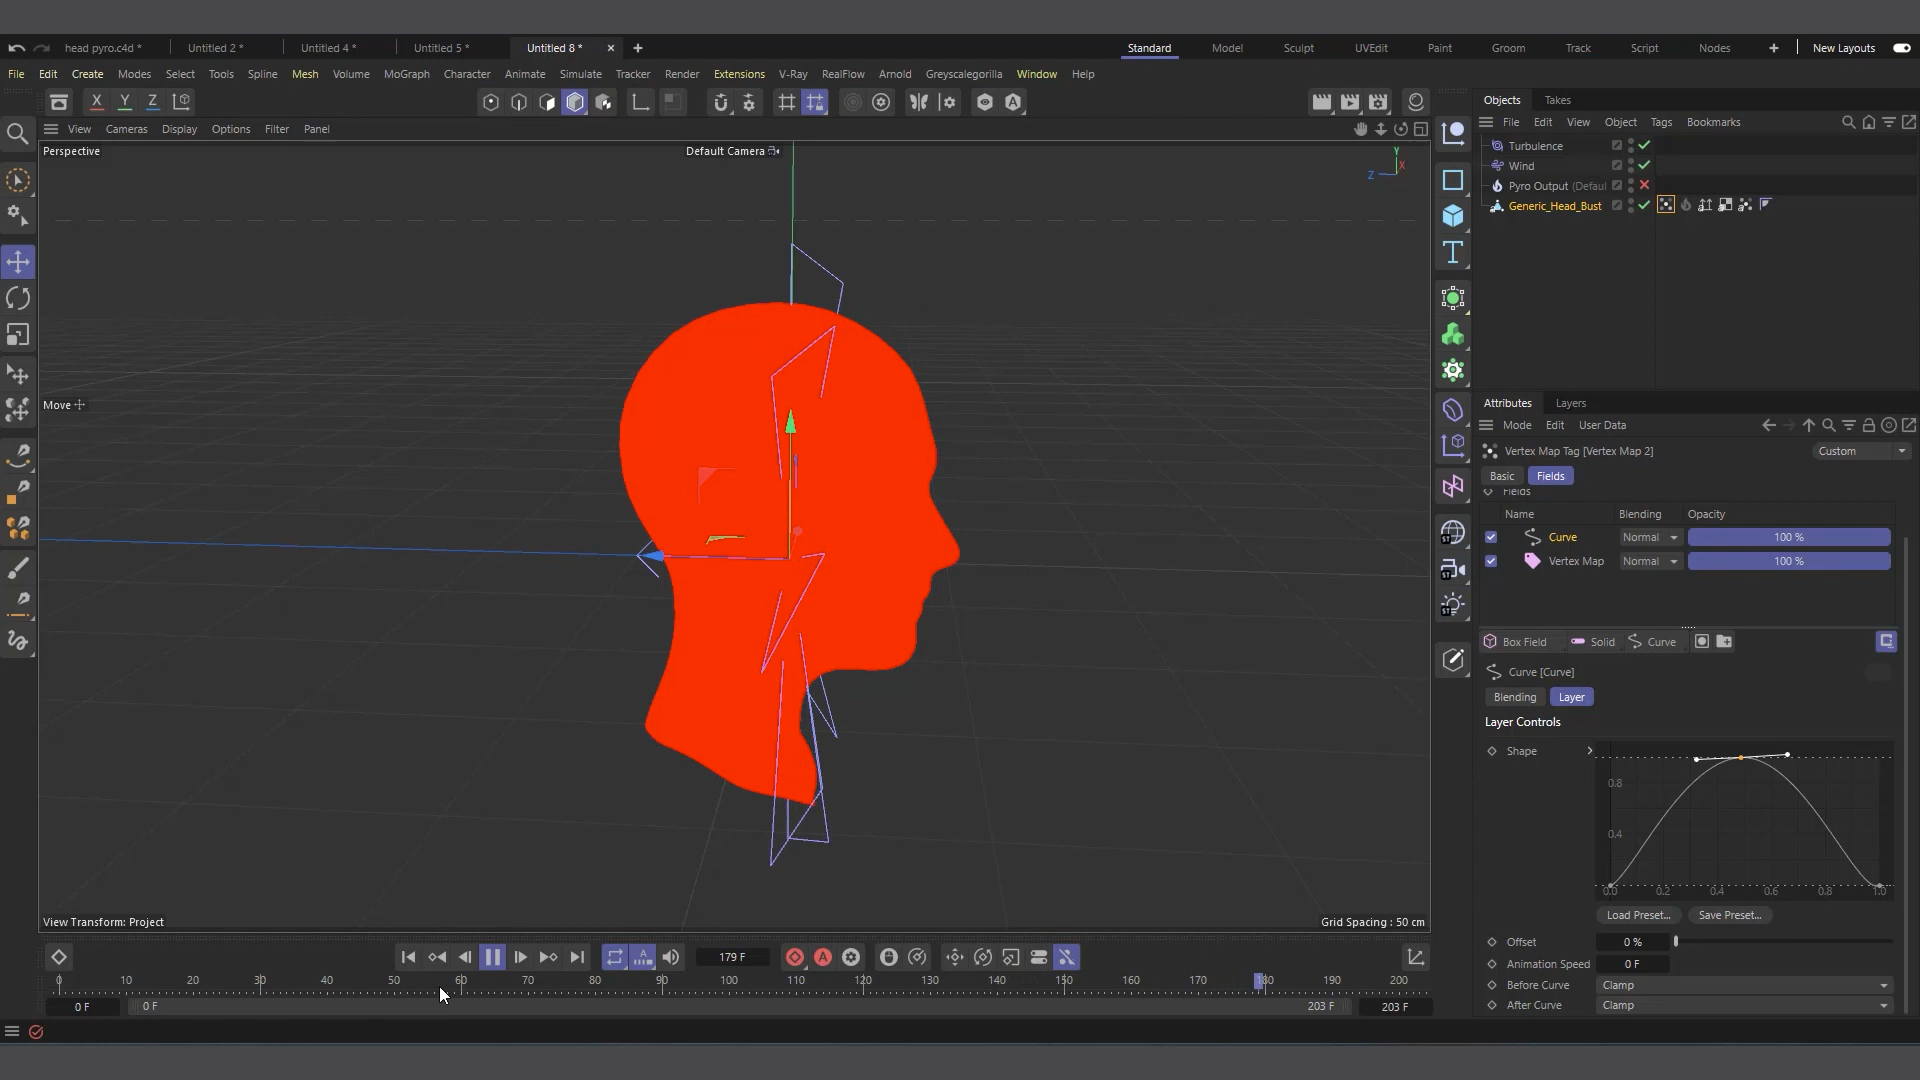 head pyro.c4d * Untitled 2 * Untitled 4 * Untitled 5 * Untitled 8 * × +
Standard Model Sculpt UVEdit Paint Groom Track Script Nodes + New Layouts
File Edit Create Modes Select Tools Spline Mesh Volume MoGraph Character Animate Simulate Tracker Render Extensions V-Ray RealFlow Arnold Greyscalegorilla Window Help
X Y Z
View Cameras Display Options Filter Panel
Perspective
Default Camera
Y
X
Z
Move
View Transform: Project
Grid Spacing : 50 cm
Objects Takes
File Edit View Object Tags Bookmarks
Turbulence
Wind
Pyro Output (Defaul
Generic_Head_Bust
Attributes Layers
Mode Edit User Data
Vertex Map Tag [Vertex Map 2]
Custom
Basic Fields
Fields
Name Blending Opacity
Curve Normal 100 %
Vertex Map Normal 100 %
Box Field Solid Curve
Curve [Curve]
Blending Layer
Layer Controls
Shape
0.8
0.4
0.0 0.2 0.4 0.6 0.8 1.0
Load Preset... Save Preset...
Offset 0 %
Animation Speed 0 F
Before Curve Clamp
After Curve Clamp
179 F
0 10 20 30 40 50 60 70 80 90 100 110 120 130 140 150 160 170 180 190 200
0 F 0 F 203 F 203 F